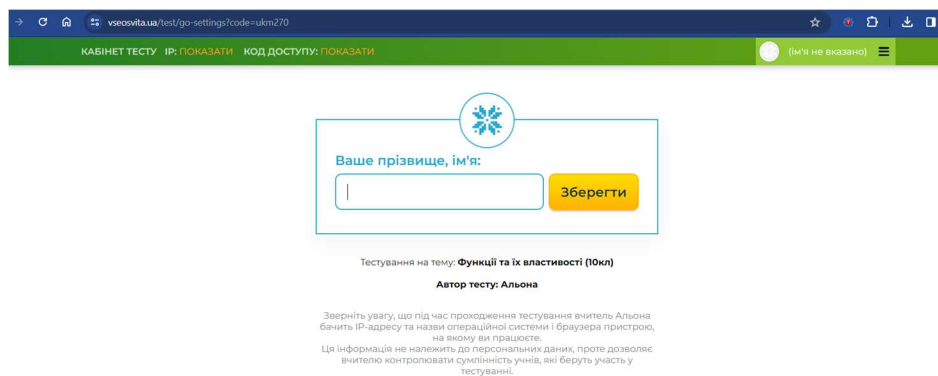 vseosvita.ua/test/go-settings?code=ukm270
КАБІНЕТ ТЕСТУ IP: ПОКАЗАТИ КОД ДОСТУПУ: ПОКАЗАТИ
(ім'я не вказано)
Ваше прізвище, ім'я:
Зберегти
Тестування на тему: Функції та їх властивості (10кл)
Автор тесту: Альона
Зверніть увагу, що під час проходження тестування вчитель Альона
бачить IP-адресу та назви операційної системи і браузера пристрою,
на якому ви працюєте.
Ця інформація не належить до персональних даних, проте дозволяє
вчителю контролювати сумлінність учнів, які беруть участь у
тестуванні.